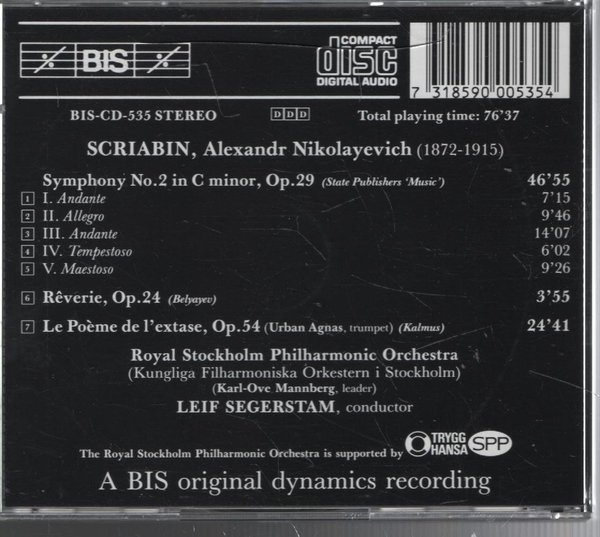 BIS
COMPACT
disc
DIGITAL AUDIO
7 318590 005354
BIS-CD-535 STEREO
D D D
Total playing time: 76'37
SCRIABIN, Alexandr Nikolayevich (1872-1915)
Symphony No.2 in C minor, Op.29 (State Publishers 'Music') 46'55
1 I. Andante 7'15
2 II. Allegro 9'46
3 III. Andante 14'07
4 IV. Tempestoso 6'02
5 V. Maestoso 9'26
6 Rêverie, Op.24 (Belyayev) 3'55
7 Le Poème de l'extase, Op.54 (Urban Agnas, trumpet) (Kalmus) 24'41
Royal Stockholm Philharmonic Orchestra
(Kungliga Filharmoniska Orkestern i Stockholm)
(Karl-Ove Mannberg, leader)
LEIF SEGERSTAM, conductor
The Royal Stockholm Philharmonic Orchestra is supported by
TRYGG
HANSA
SPP
A BIS original dynamics recording